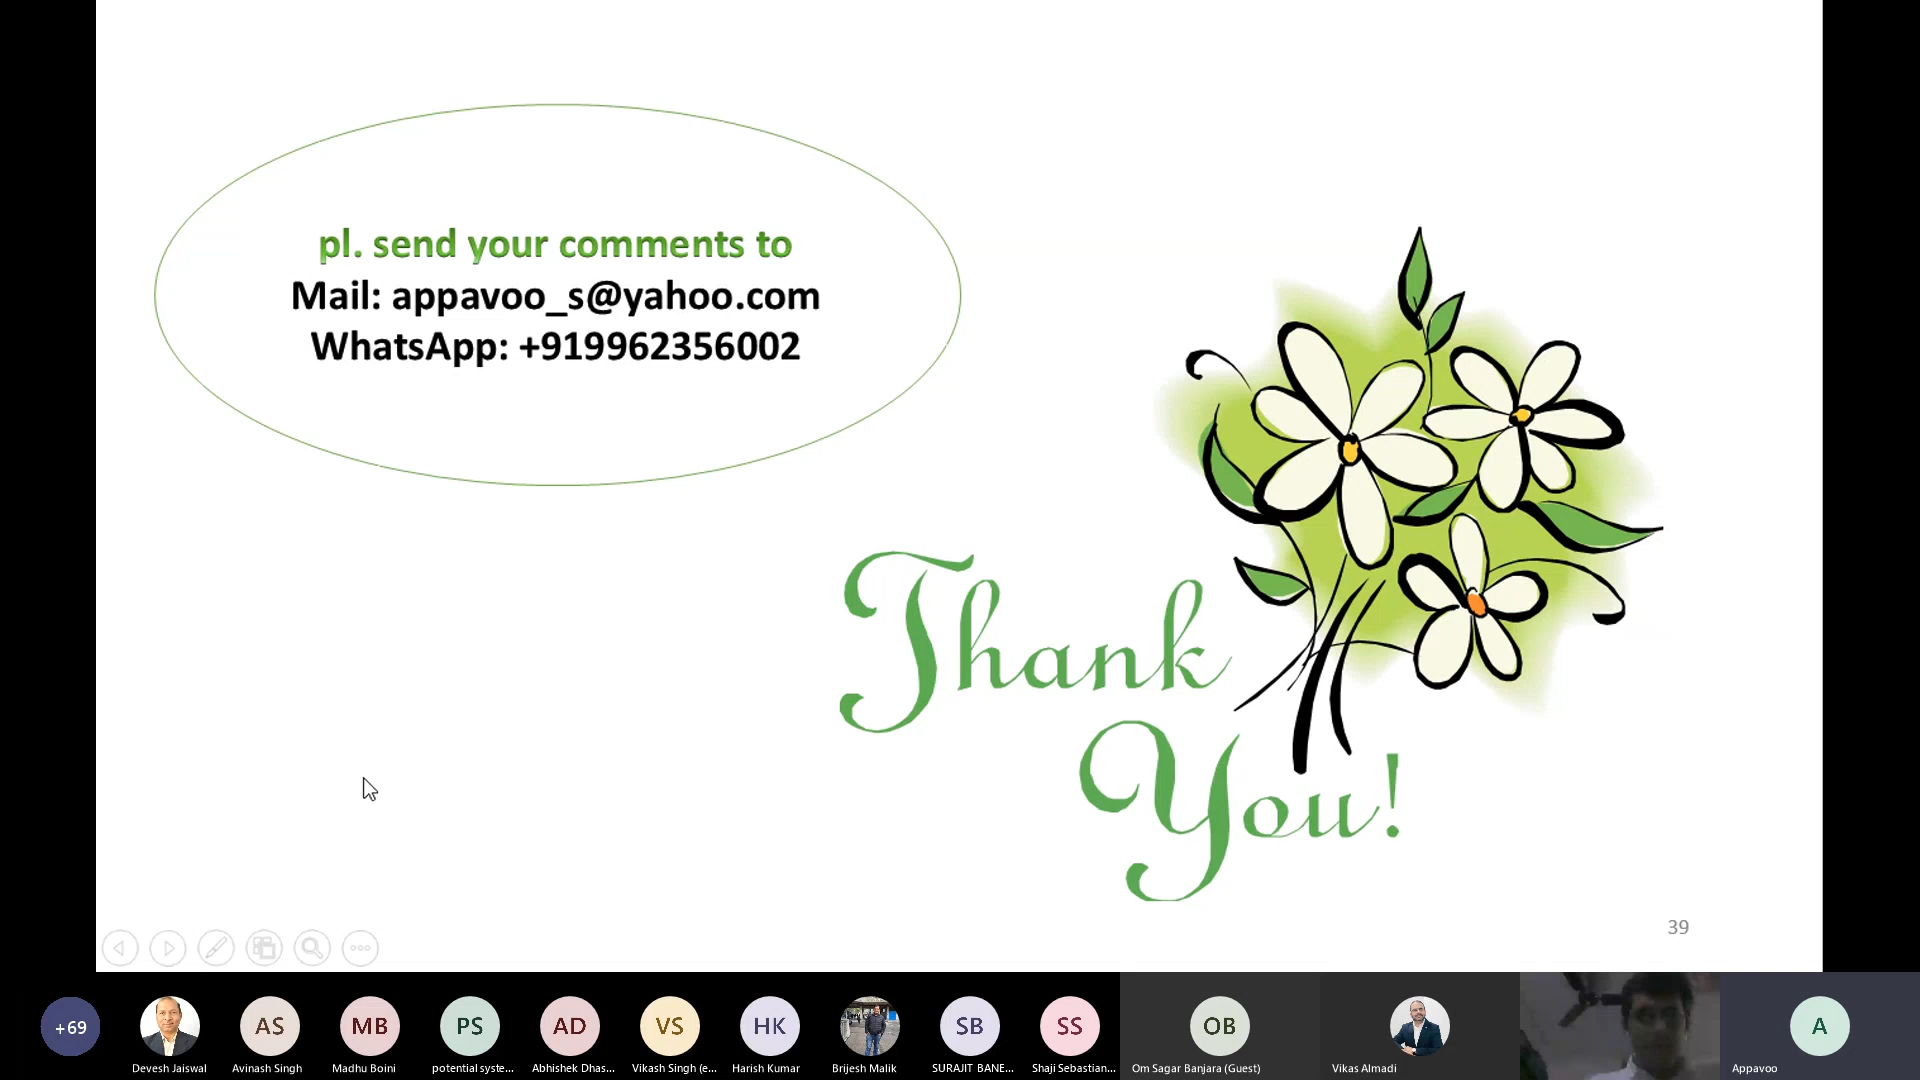 pl. send your comments to
Mail: appavoo_s@yahoo.com
WhatsApp: +919962356002
Thank
You!
39
+69
AS
MB
PS
AD
VS
HK
SB
SS
OB
A
Devesh Jaiswal
Avinash Singh
Madhu Boini
potential syste...
Abhishek Dhas...
Vikash Singh (e...
Harish Kumar
Brijesh Malik
SURAJIT BANE...
Shaji Sebastian...
Om Sagar Banjara (Guest)
Vikas Almadi
Appavoo